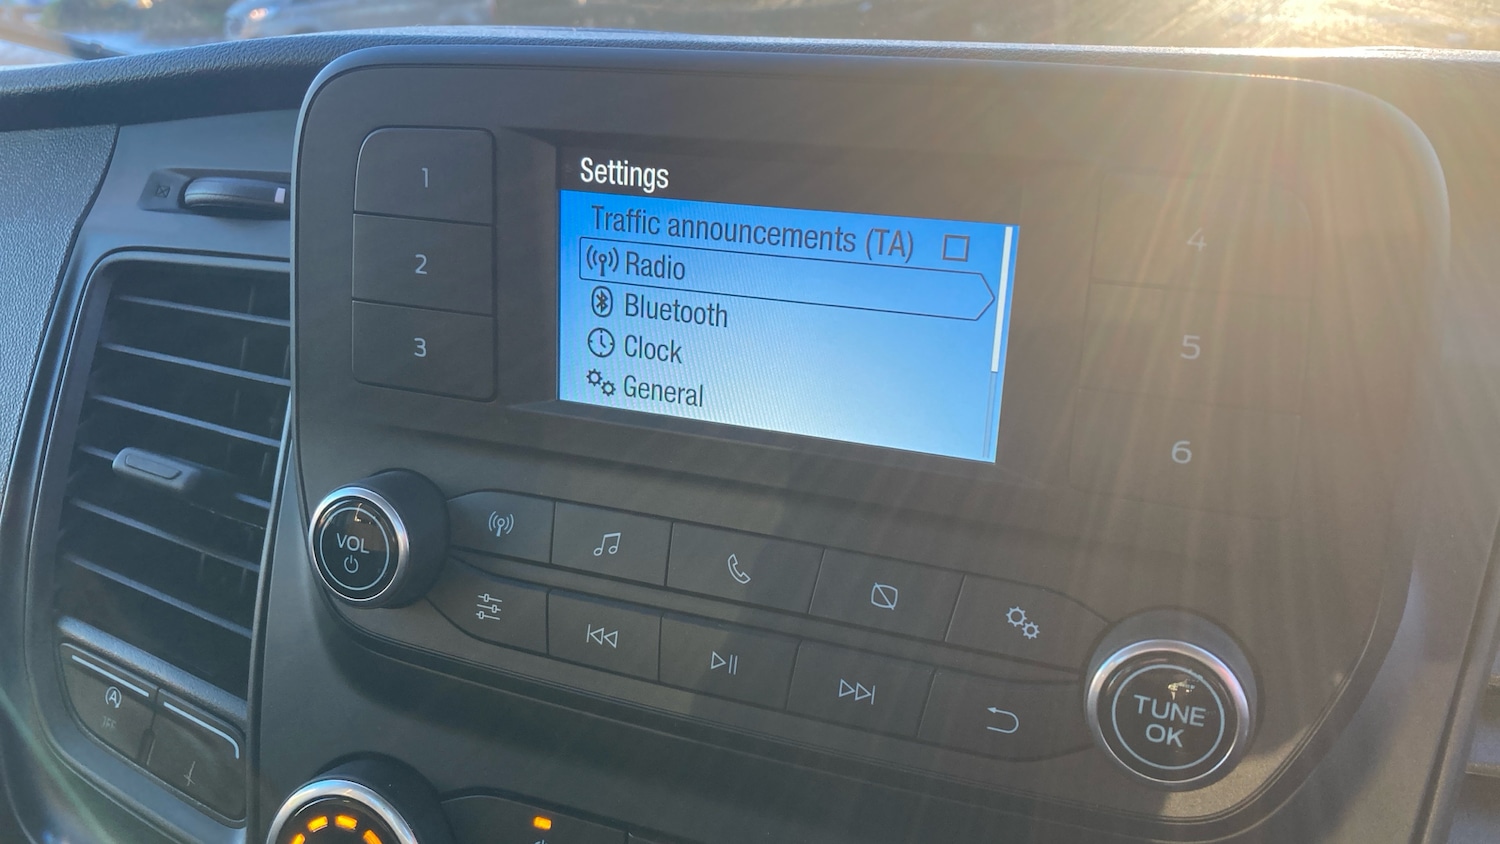 Settings
Traffic announcements (TA)
Radio
Bluetooth
Clock
General
1
2
3
4
5
6
VOL
TUNE
OK
A